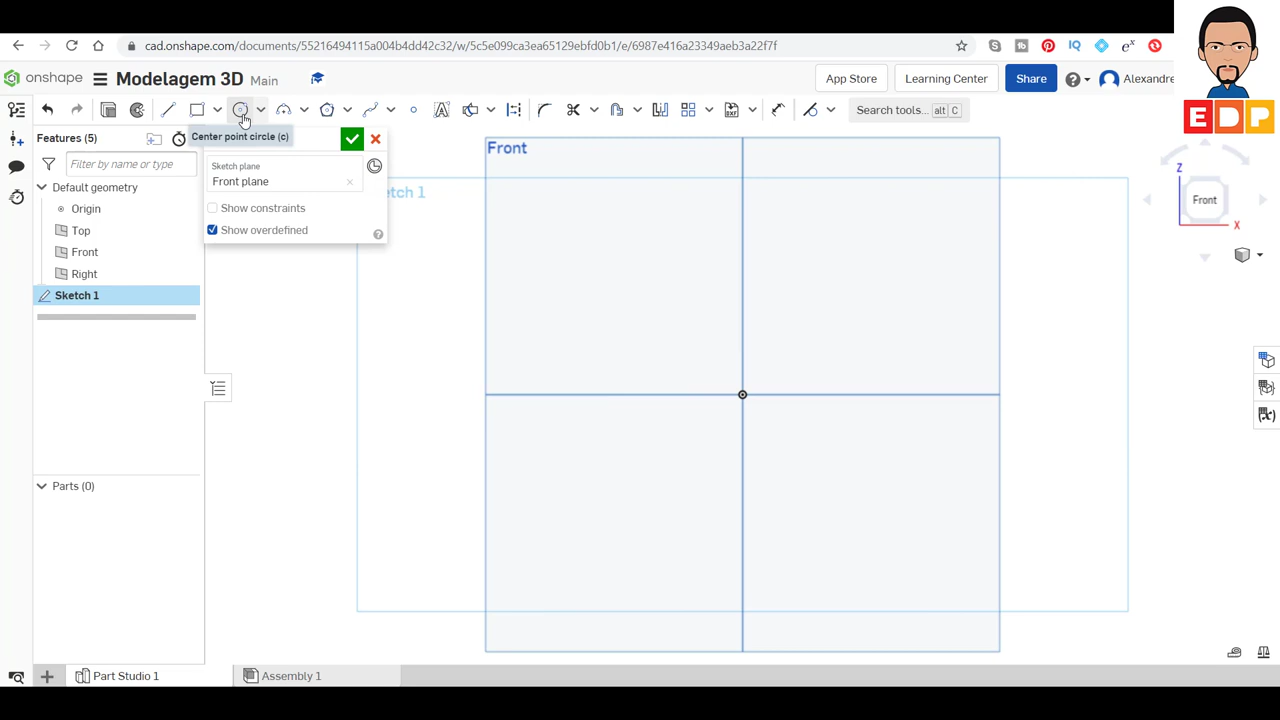 cad.onshape.com/documents/55216494115a004b4dd42c32/w/5c5e099ca3ea65129ebfd0b1/e/6987e416a23349aeb3a22f7f
onshape
Modelagem 3D
Main
App Store
Learning Center
Share
Alexandre
EDP
Search tools...
alt
C
Features (5)
Center point circle (c)
Filter by name or type
Default geometry
Origin
Top
Front
Right
Sketch 1
Sketch plane
Front plane
Show constraints
Show overdefined
Front
tch 1
Z
Front
X
Parts (0)
Part Studio 1
Assembly 1